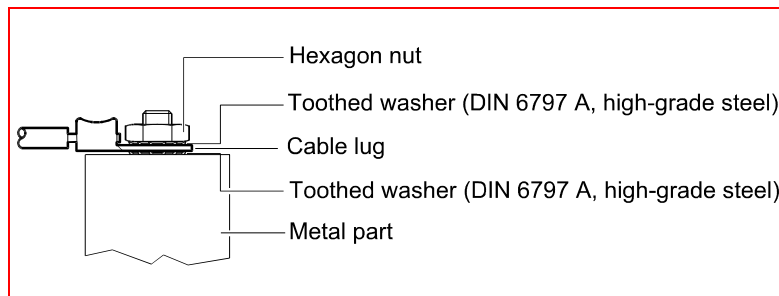 Hexagon nut
Toothed washer (DIN 6797 A, high-grade steel)
Cable lug
Toothed washer (DIN 6797 A, high-grade steel)
Metal part